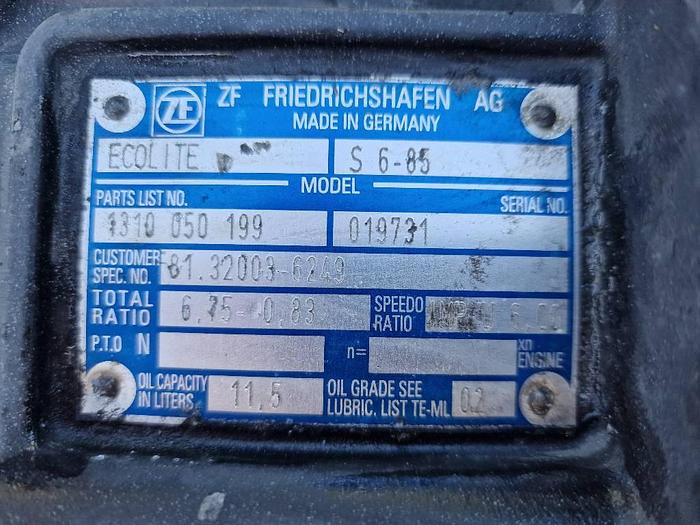 ZF ZF FRIEDRICHSHAFEN AG
MADE IN GERMANY
ECOLITE S 6-85
MODEL
PARTS LIST NO. SERIAL NO.
1310 050 199 019731
CUSTOMER SPEC. NO. 81.32003-6249
TOTAL RATIO 6,75- 0,83 SPEEDO RATIO
P.T.O N n= xn ENGINE
OIL CAPACITY IN LITERS 11,5 OIL GRADE SEE LUBRIC. LIST TE-ML 02